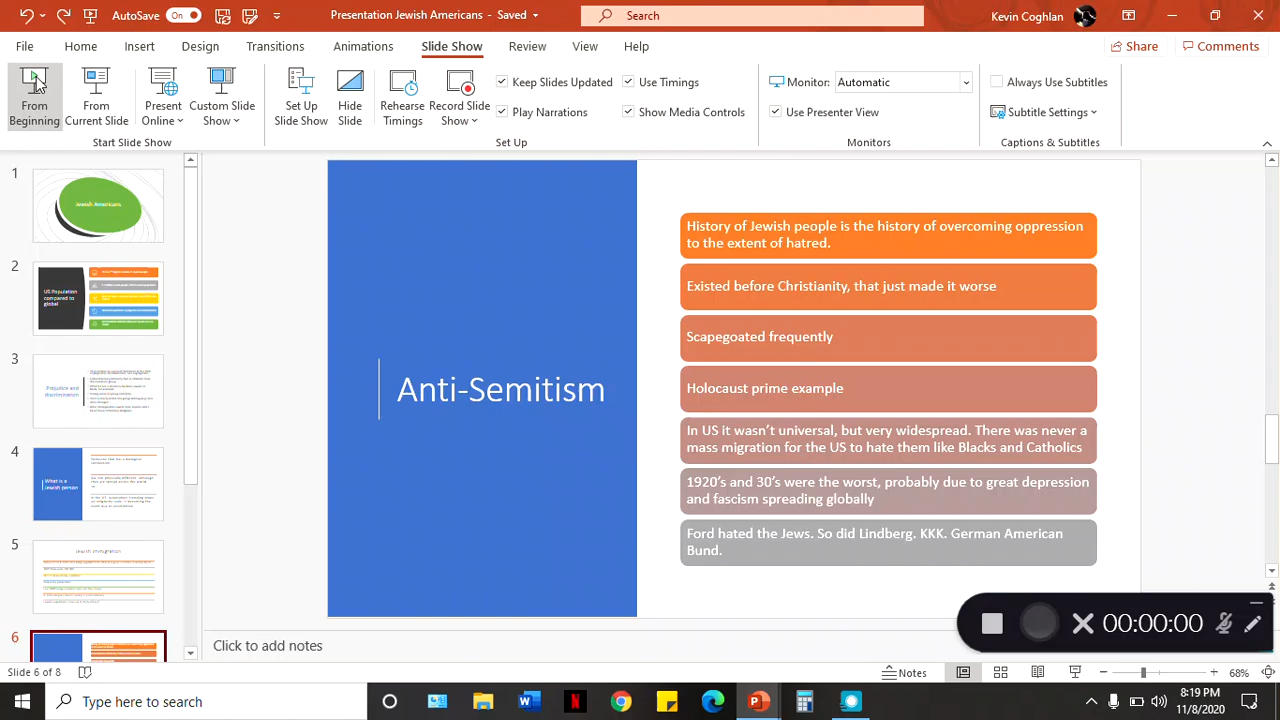 AutoSave On
Presentation Jewish Americans - Saved
Search
Kevin Coghlan
File Home Insert Design Transitions Animations Slide Show Review View Help
Share Comments
From Beginning
From Current Slide
Present Online
Custom Slide Show
Start Slide Show
Set Up Slide Show
Hide Slide
Rehearse Timings
Record Slide Show
Keep Slides Updated
Play Narrations
Use Timings
Show Media Controls
Set Up
Monitor: Automatic
Use Presenter View
Monitors
Always Use Subtitles
Subtitle Settings
Captions & Subtitles
1
Jewish Americans
2
US Population
compared to
global
3
Prejudice and
discrimination
4
What is a
Jewish person
5
Jewish Immigration
6
Anti-Semitism
History of Jewish people is the history of overcoming oppression
to the extent of hatred.
Existed before Christianity, that just made it worse
Scapegoated frequently
Holocaust prime example
In US it wasn't universal, but very widespread. There was never a
mass migration for the US to hate them like Blacks and Catholics
1920's and 30's were the worst, probably due to great depression
and fascism spreading globally
Ford hated the Jews. So did Lindberg. KKK. German American
Bund.
00:00:00
Click to add notes
Slide 6 of 8
Notes
68%
Type here to search
8:19 PM
11/8/2020